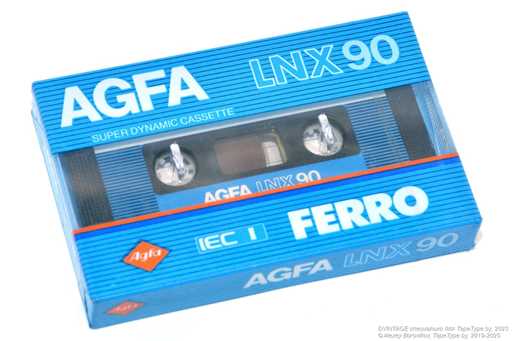 AGFA LNX 90
SUPER DYNAMIC CASSETTE
AGFA LNX 90
IEC I FERRO
Agfa
AGFA LNX 90